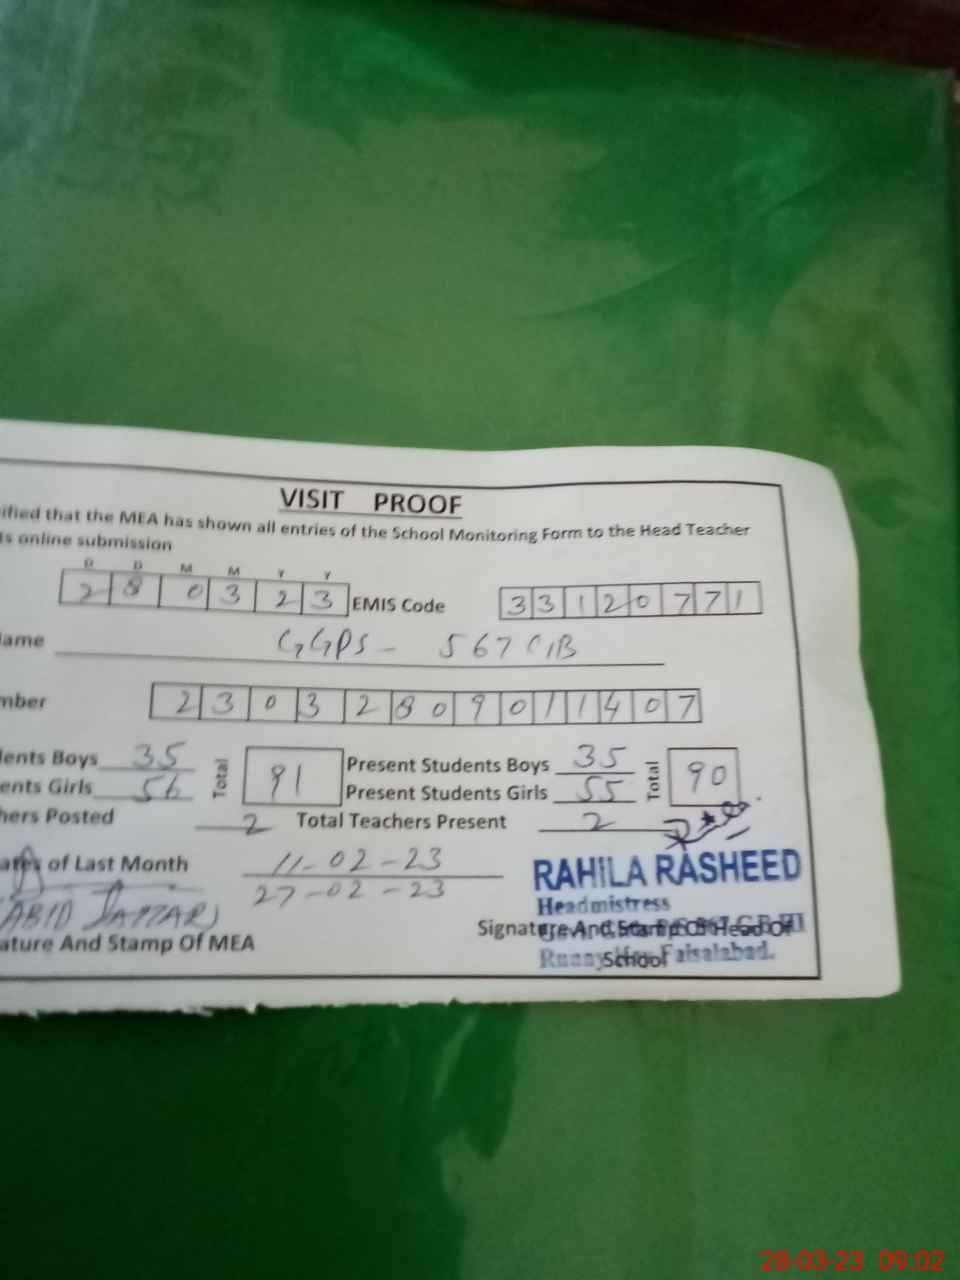 VISIT PROOF
ified that the MEA has shown all entries of the School Monitoring Form to the Head Teacher
ts online submission
D D M M Y Y
2 8 0 3 2 3 EMIS Code 3 3 1 2 0 7 7 1
ame GGPS - 567 C/B
mber 2 3 0 3 2 8 0 9 0 1 1 4 0 7
lents Boys 35 Total 91 Present Students Boys 35 Total 90
ents Girls 56 Present Students Girls 55
hers Posted 2 Total Teachers Present 2
ates of Last Month 11-02-23
27-02-23
ABID
ature And Stamp Of MEA
RAHILA RASHEED
Headmistress
Signature And Stamp Of Head Of
School
Faisalabad.
28-03-23 09:02